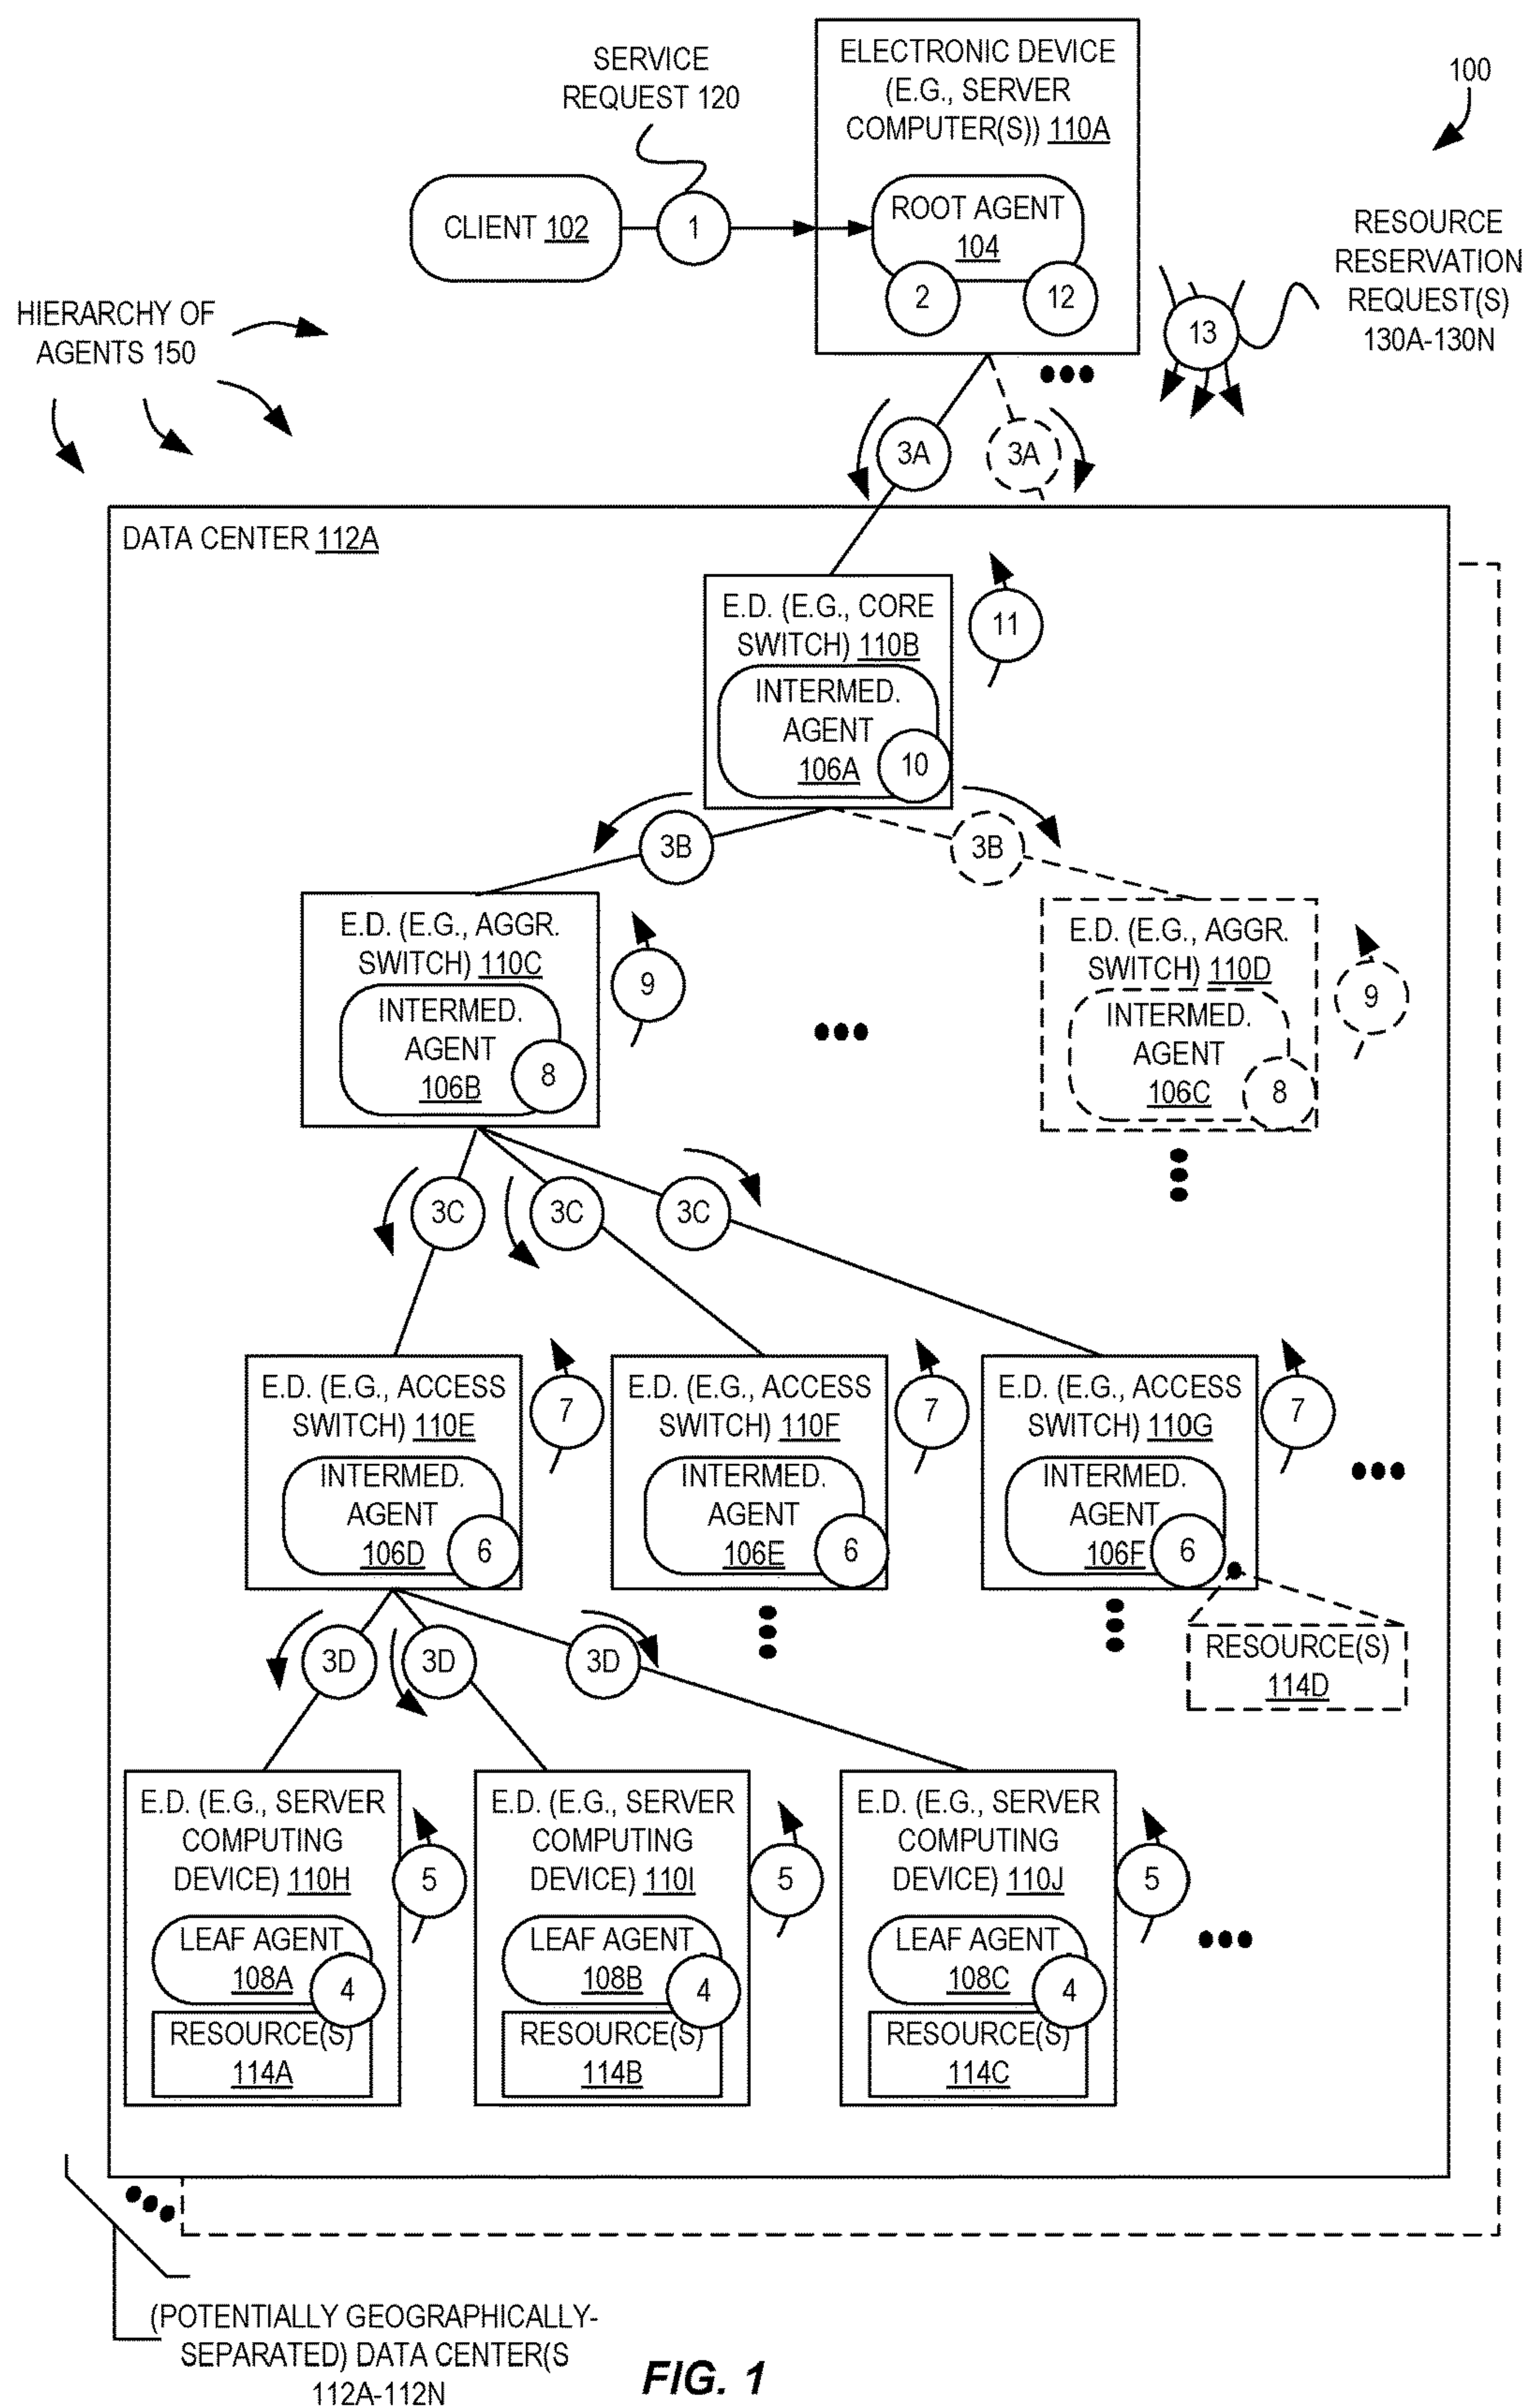 SERVICE
REQUEST 120
ELECTRONIC DEVICE
(E.G., SERVER
COMPUTER(S)) 110A
100
CLIENT 102
1
ROOT AGENT
104
2
12
RESOURCE
RESERVATION
REQUEST(S)
130A-130N
13
HIERARCHY OF
AGENTS 150
3A
3A
DATA CENTER 112A
E.D. (E.G., CORE
SWITCH) 110B
INTERMED.
AGENT
106A
10
11
3B
3B
E.D. (E.G., AGGR.
SWITCH) 110C
INTERMED.
AGENT
106B
8
9
E.D. (E.G., AGGR.
SWITCH) 110D
INTERMED.
AGENT
106C
8
9
3C
3C
3C
E.D. (E.G., ACCESS
SWITCH) 110E
INTERMED.
AGENT
106D
6
7
E.D. (E.G., ACCESS
SWITCH) 110F
INTERMED.
AGENT
106E
6
7
E.D. (E.G., ACCESS
SWITCH) 110G
INTERMED.
AGENT
106F
6
7
RESOURCE(S)
114D
3D
3D
3D
E.D. (E.G., SERVER
COMPUTING
DEVICE) 110H
LEAF AGENT
108A
4
RESOURCE(S)
114A
5
E.D. (E.G., SERVER
COMPUTING
DEVICE) 110I
LEAF AGENT
108B
4
RESOURCE(S)
114B
5
E.D. (E.G., SERVER
COMPUTING
DEVICE) 110J
LEAF AGENT
108C
4
RESOURCE(S)
114C
5
(POTENTIALLY GEOGRAPHICALLY-
SEPARATED) DATA CENTER(S
112A-112N
FIG. 1